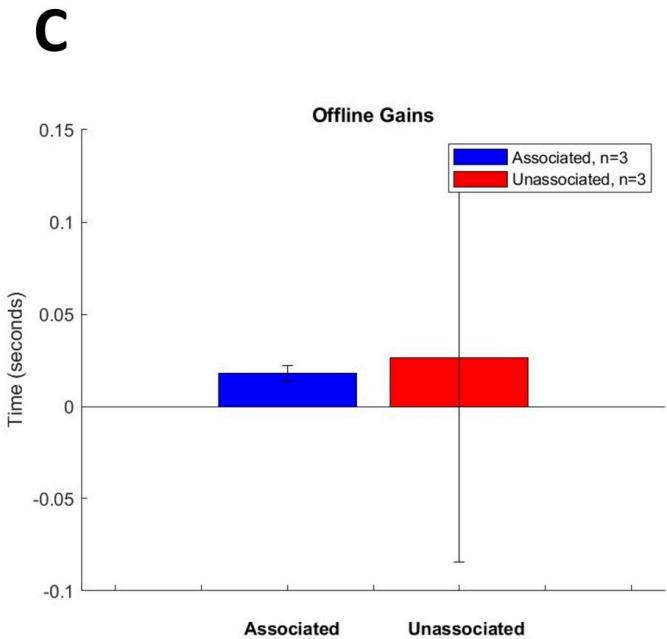 C
Offline Gains
0.15
Associated, n=3
Unassociated, n=3
0.1
0.05
Time (seconds)
0
-0.05
-0.1
Associated Unassociated